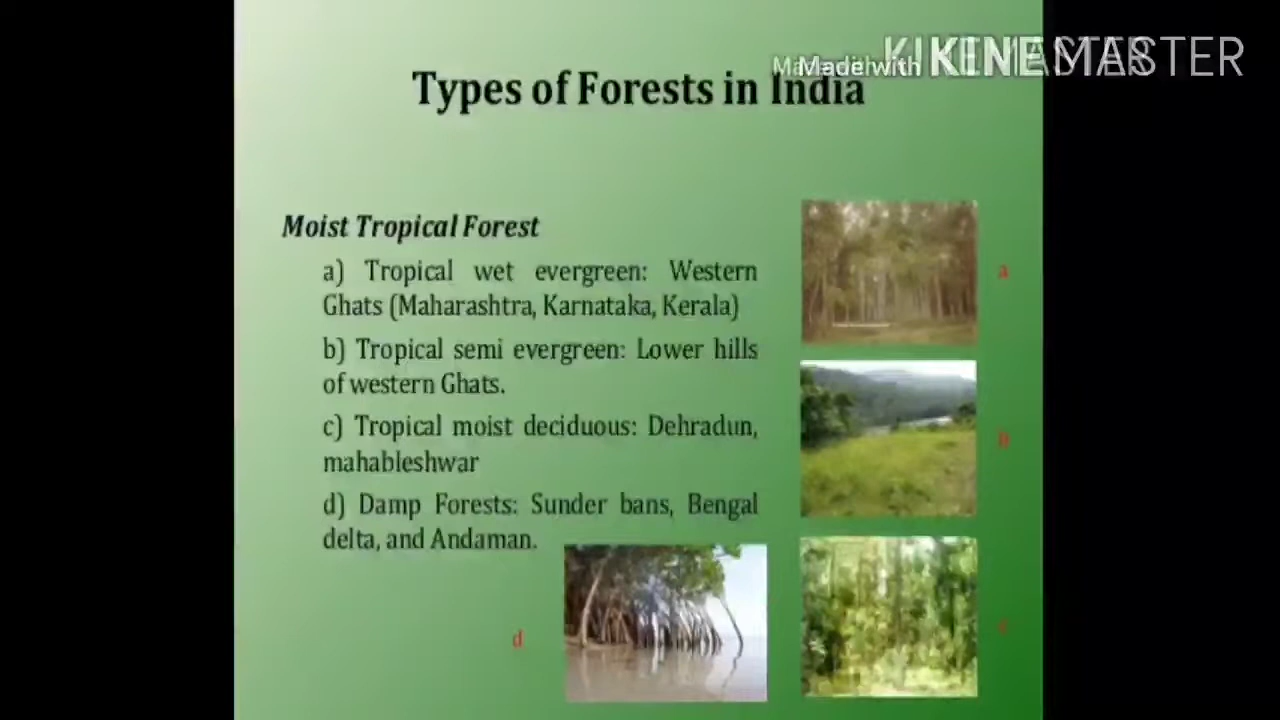 Made with KINEMASTER
Types of Forests in India
Moist Tropical Forest
a) Tropical wet evergreen: Western
Ghats (Maharashtra, Karnataka, Kerala)
b) Tropical semi evergreen: Lower hills
of western Ghats.
c) Tropical moist deciduous: Dehradun,
mahableshwar
d) Damp Forests: Sunder bans, Bengal
delta, and Andaman.
a
b
c
d